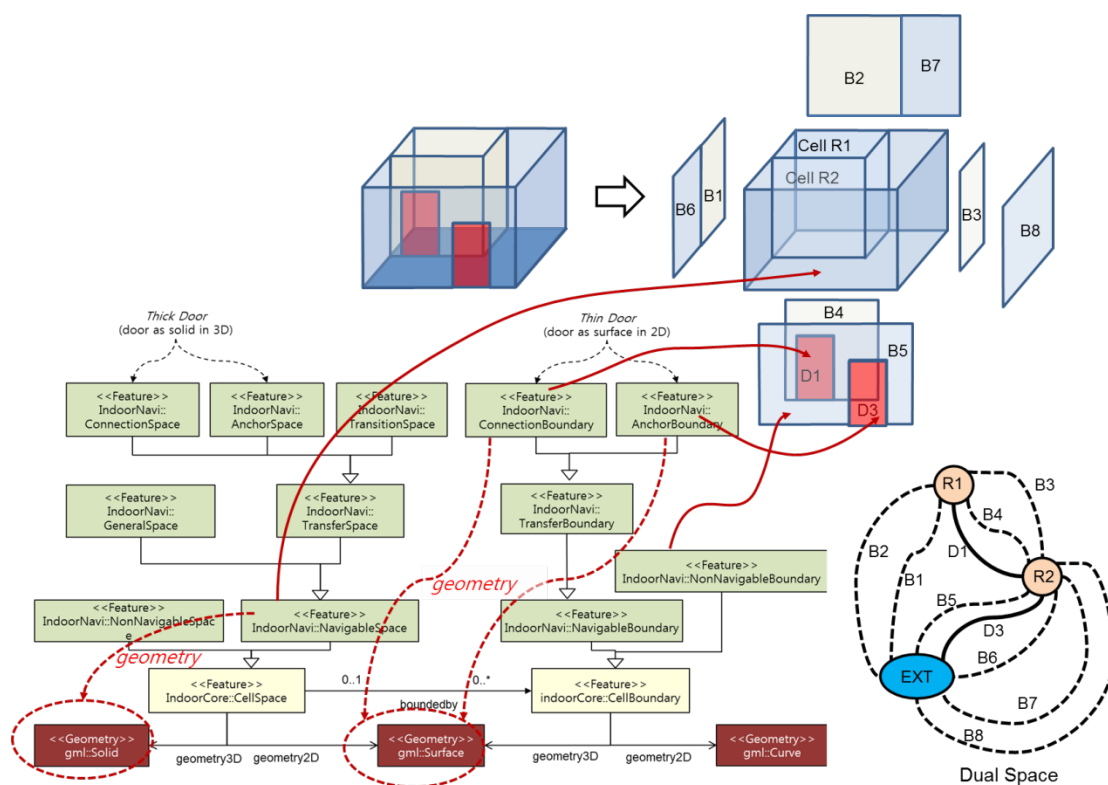 B2
B7
Cell R1
Cell R2
B6
B1
B3
B8
B4
B5
D1
D3
Thick Door
(door as solid in 3D)
Thin Door
(door as surface in 2D)
<<Feature>>
IndoorNavi::
ConnectionSpace
<<Feature>>
IndoorNavi::
AnchorSpace
<<Feature>>
IndoorNavi::
TransitionSpace
<<Feature>>
IndoorNavi::
ConnectionBoundary
<<Feature>>
IndoorNavi::
AnchorBoundary
<<Feature>>
IndoorNavi::
GeneralSpace
<<Feature>>
IndoorNavi::
TransferSpace
<<Feature>>
IndoorNavi::
TransferBoundary
<<Feature>>
IndoorNavi::NonNavigableBoundary
geometry
<<Feature>>
IndoorNavi::NonNavigableSpac
e
<<Feature>>
IndoorNavi::NavigableSpace
<<Feature>>
IndoorNavi::NavigableBoundary
geometry
<<Feature>>
IndoorCore::CellSpace
0..1
0..*
boundedby
<<Feature>>
indoorCore::CellBoundary
<<Geometry>>
gml::Solid
geometry3D
geometry2D
<<Geometry>>
gml::Surface
geometry3D
geometry2D
<<Geometry>>
gml::Curve
R1
B3
B4
D1
B2
B1
R2
B5
D3
B6
EXT
B7
B8
Dual Space